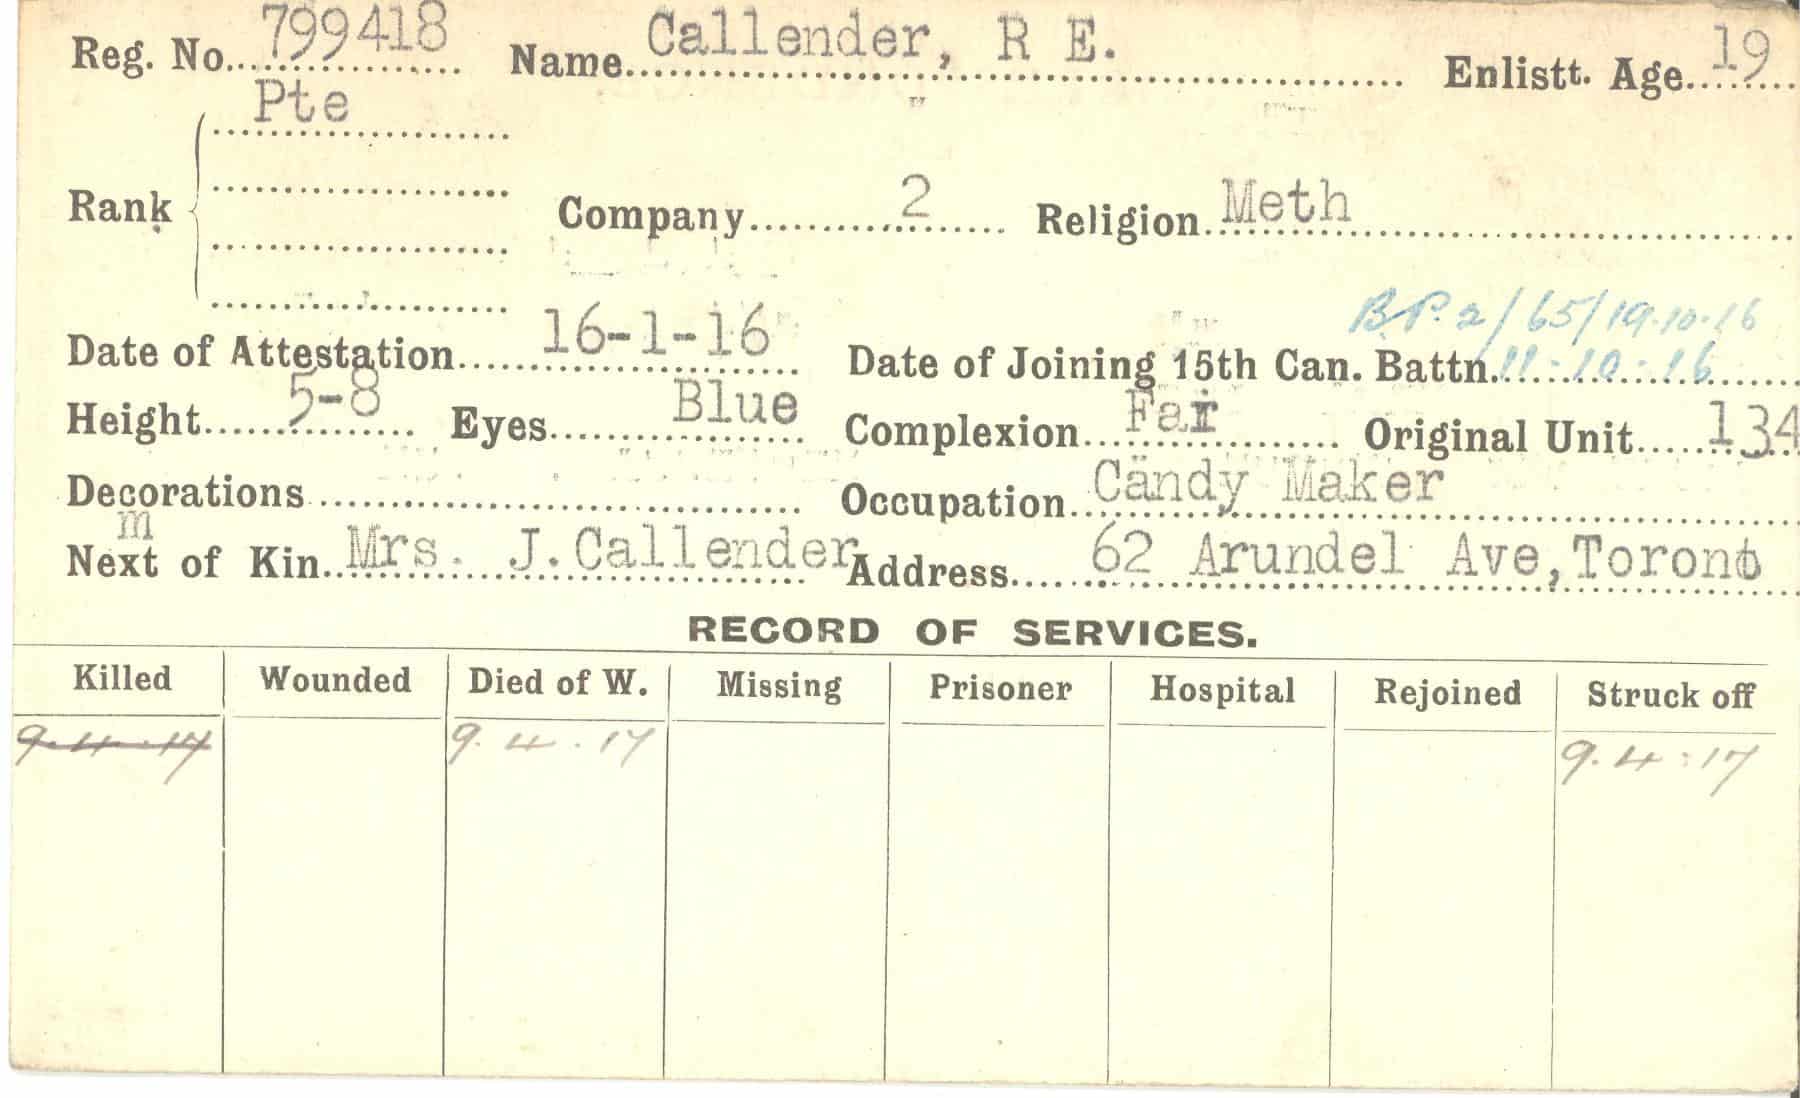 Reg. No. 799418 Name Callender, R E. Enlistt. Age 19
Pte
Rank Company 2 Religion Meth
B.P. 2/65/19.10.16
Date of Attestation 16-1-16 Date of Joining 15th Can. Battn. 11.10.16
Height 5-8 Eyes Blue Complexion Fair Original Unit 134
Decorations Occupation Candy Maker
m
Next of Kin Mrs. J. Callender Address 62 Arundel Ave, Toronto
RECORD OF SERVICES.
Killed Wounded Died of W. Missing Prisoner Hospital Rejoined Struck off
9.4.17 9.4.17 9.4.17